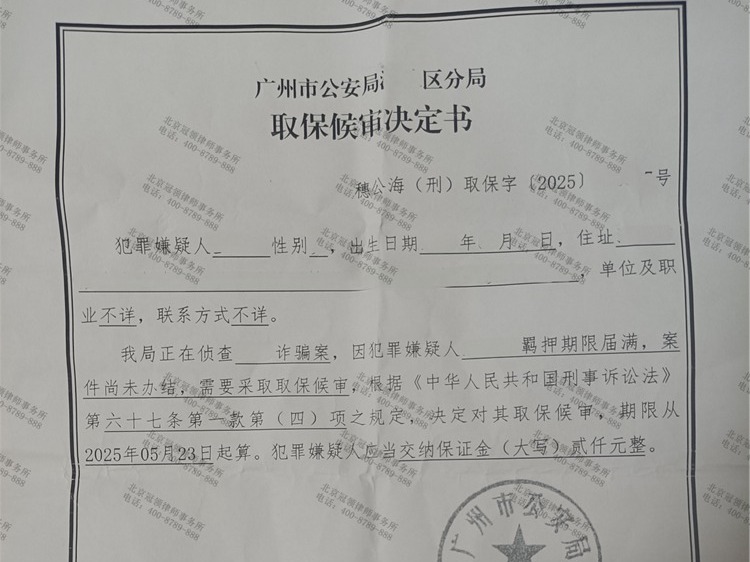 广州市公安局 区分局
取保候审决定书
穗公海（刑）取保字〔2025〕 号
犯罪嫌疑人 性别 ，出生日期 年 月 日，住址
，单位及职
业不详，联系方式不详。
我局正在侦查 诈骗案，因犯罪嫌疑人 羁押期限届满，案
件尚未办结，需要采取取保候审，根据《中华人民共和国刑事诉讼法》
第六十七条第一款第（四）项之规定，决定对其取保候审，期限从
2025年05月23日起算。犯罪嫌疑人应当交纳保证金（大写）贰仟元整。
广州市公安局
北京冠领律师事务所
电话：400-8789-888